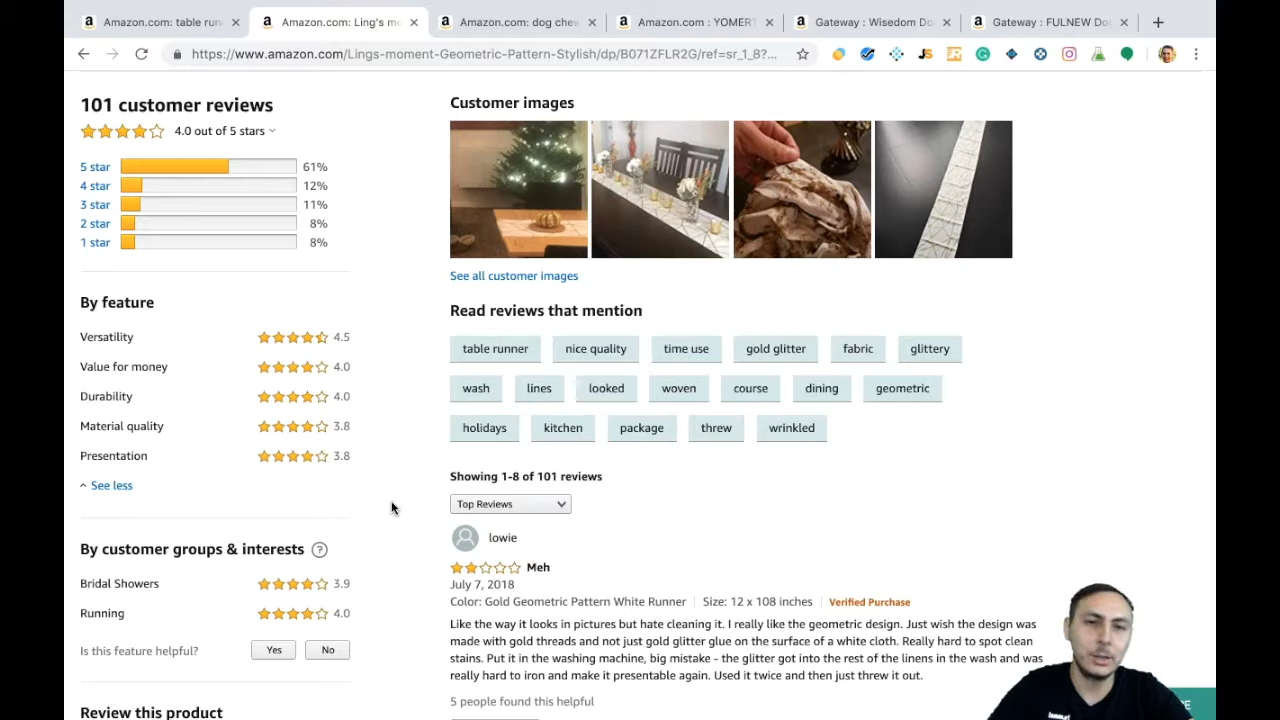 Amazon.com: table run
Amazon.com: Ling's mo
Amazon.com: dog chew
Amazon.com : YOMERT
Gateway : Wisedom Do
Gateway : FULNEW Do
https://www.amazon.com/Lings-moment-Geometric-Pattern-Stylish/dp/B071ZFLR2G/ref=sr_1_8?...
JS
101 customer reviews
4.0 out of 5 stars
5 star 61%
4 star 12%
3 star 11%
2 star 8%
1 star 8%
By feature
Versatility 4.5
Value for money 4.0
Durability 4.0
Material quality 3.8
Presentation 3.8
See less
By customer groups & interests ?
Bridal Showers 3.9
Running 4.0
Is this feature helpful? Yes No
Review this product
Customer images
See all customer images
Read reviews that mention
table runner nice quality time use gold glitter fabric glittery
wash lines looked woven course dining geometric
holidays kitchen package threw wrinkled
Showing 1-8 of 101 reviews
Top Reviews
lowie
Meh
July 7, 2018
Color: Gold Geometric Pattern White Runner Size: 12 x 108 inches Verified Purchase
Like the way it looks in pictures but hate cleaning it. I really like the geometric design. Just wish the design was
made with gold threads and not just gold glitter glue on the surface of a white cloth. Really hard to spot clean
stains. Put it in the washing machine, big mistake - the glitter got into the rest of the linens in the wash and was
really hard to iron and make it presentable again. Used it twice and then just threw it out.
5 people found this helpful